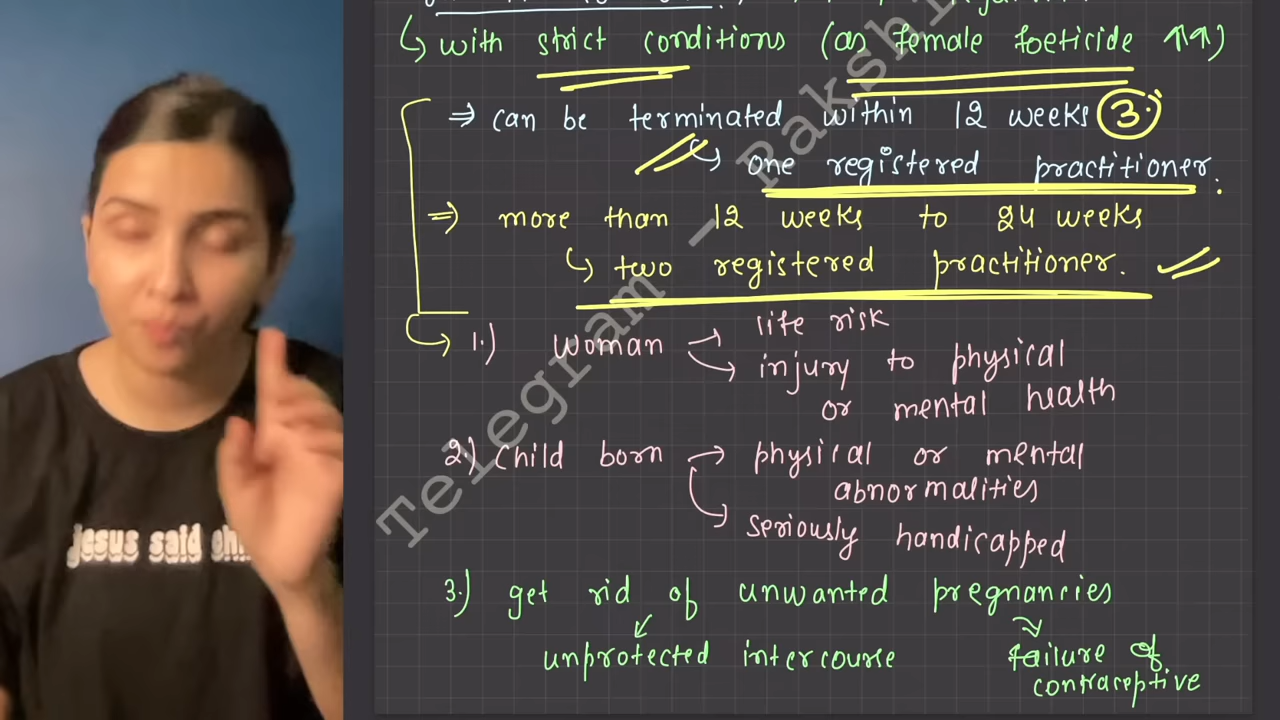 ↳ with strict conditions (as female foeticide ↑↑)
⇒ can be terminated within 12 weeks (3.)
↳ one registered practitioner.
⇒ more than 12 weeks to 24 weeks
↳ two registered practitioner.
↳ 1.) woman → life risk
→ injury to physical
or mental health
2.) child born → physical or mental
abnormalities
↳ seriously handicapped
3.) get rid of unwanted pregnancies
unprotected intercourse failure of
contraceptive
jesus said
Telegram - Pakshi